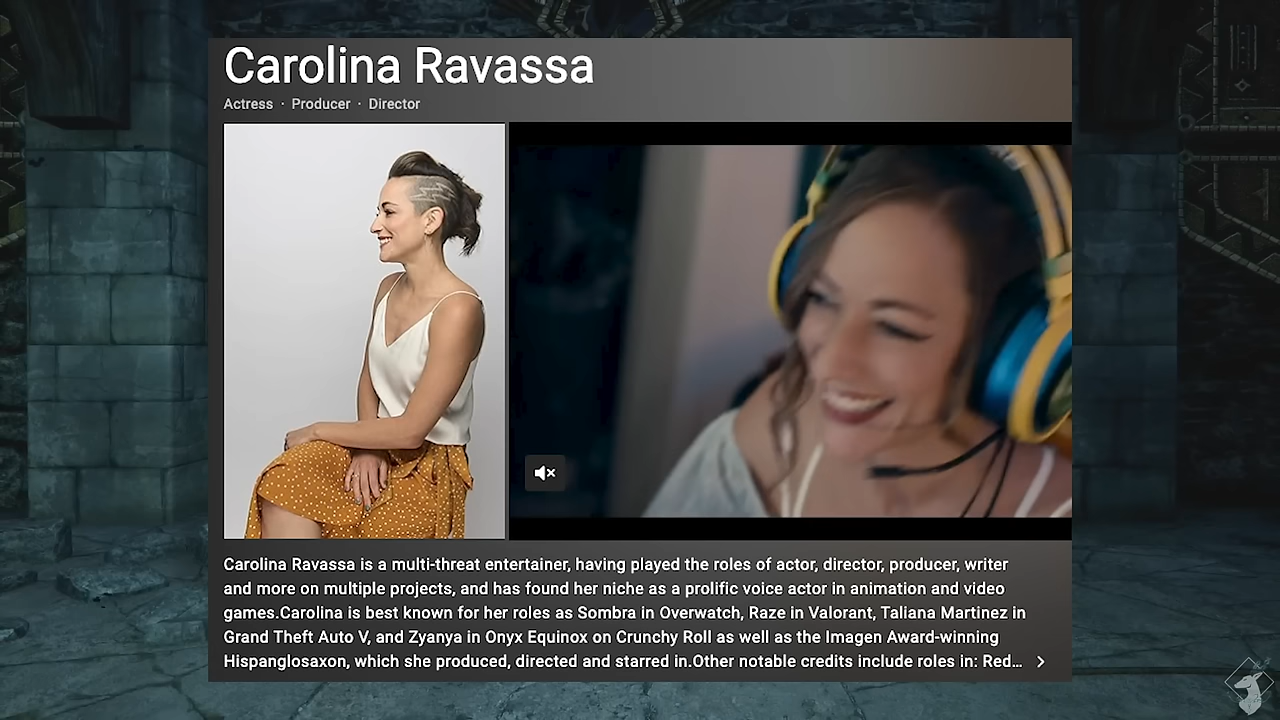 Carolina Ravassa
Actress · Producer · Director
Carolina Ravassa is a multi-threat entertainer, having played the roles of actor, director, producer, writer
and more on multiple projects, and has found her niche as a prolific voice actor in animation and video
games.Carolina is best known for her roles as Sombra in Overwatch, Raze in Valorant, Taliana Martinez in
Grand Theft Auto V, and Zyanya in Onyx Equinox on Crunchy Roll as well as the Imagen Award-winning
Hispanglosaxon, which she produced, directed and starred in.Other notable credits include roles in: Red...